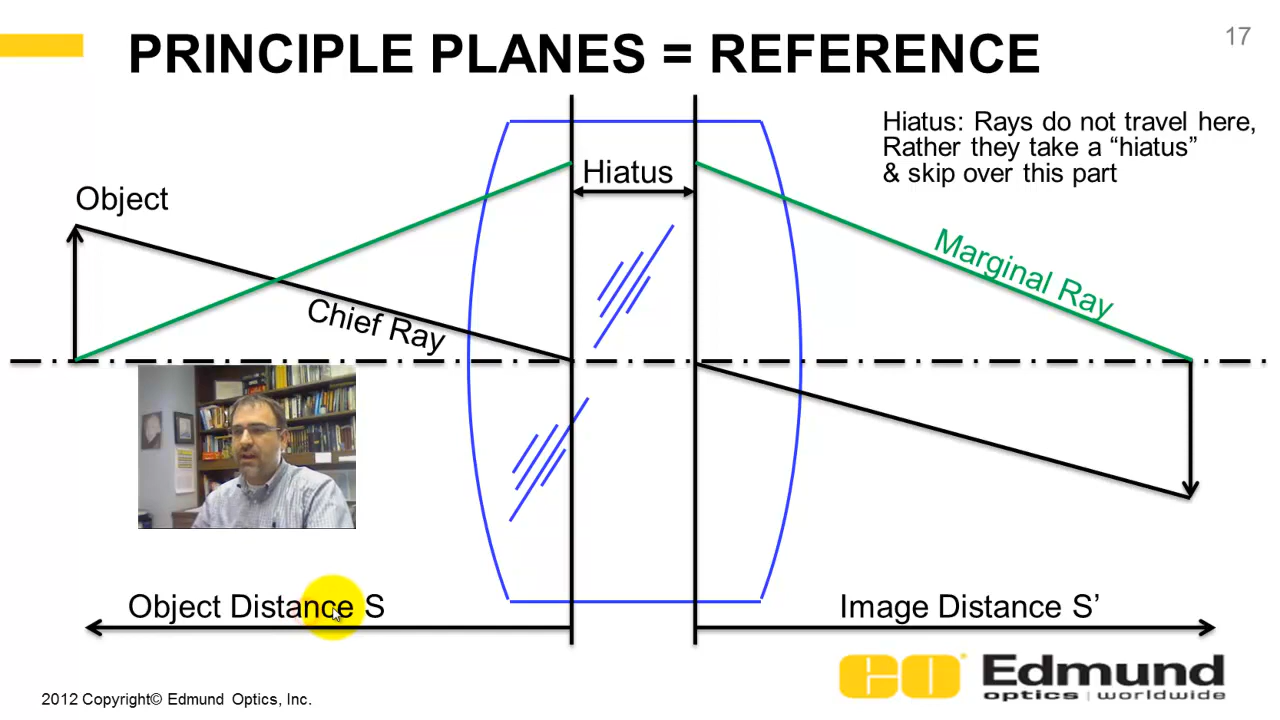 PRINCIPLE PLANES = REFERENCE
17
Hiatus: Rays do not travel here,
Rather they take a “hiatus”
& skip over this part
Hiatus
Object
Marginal Ray
Chief Ray
Object Distance S
Image Distance S’
EO Edmund
optics | worldwide
2012 Copyright© Edmund Optics, Inc.